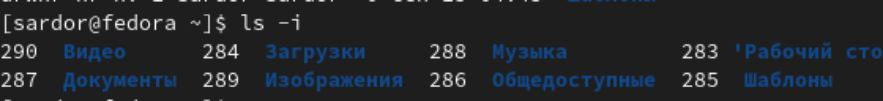 [sardor@fedora ~]$ ls -i
290 Видео 284 Загрузки 288 Музыка 283 'Рабочий сто
287 Документы 289 Изображения 286 Общедоступные 285 Шаблоны